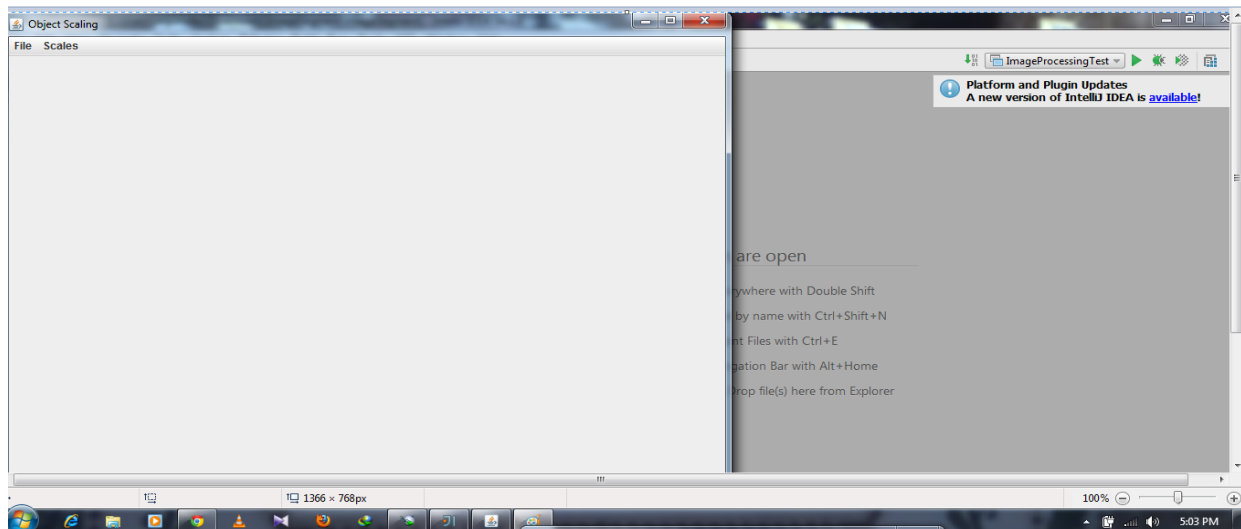 Object Scaling
File Scales
ImageProcessingTest
Platform and Plugin Updates
A new version of IntelliJ IDEA is available!
are open
ywhere with Double Shift
by name with Ctrl+Shift+N
nt Files with Ctrl+E
gation Bar with Alt+Home
Drop file(s) here from Explorer
1366 × 768px
100%
5:03 PM